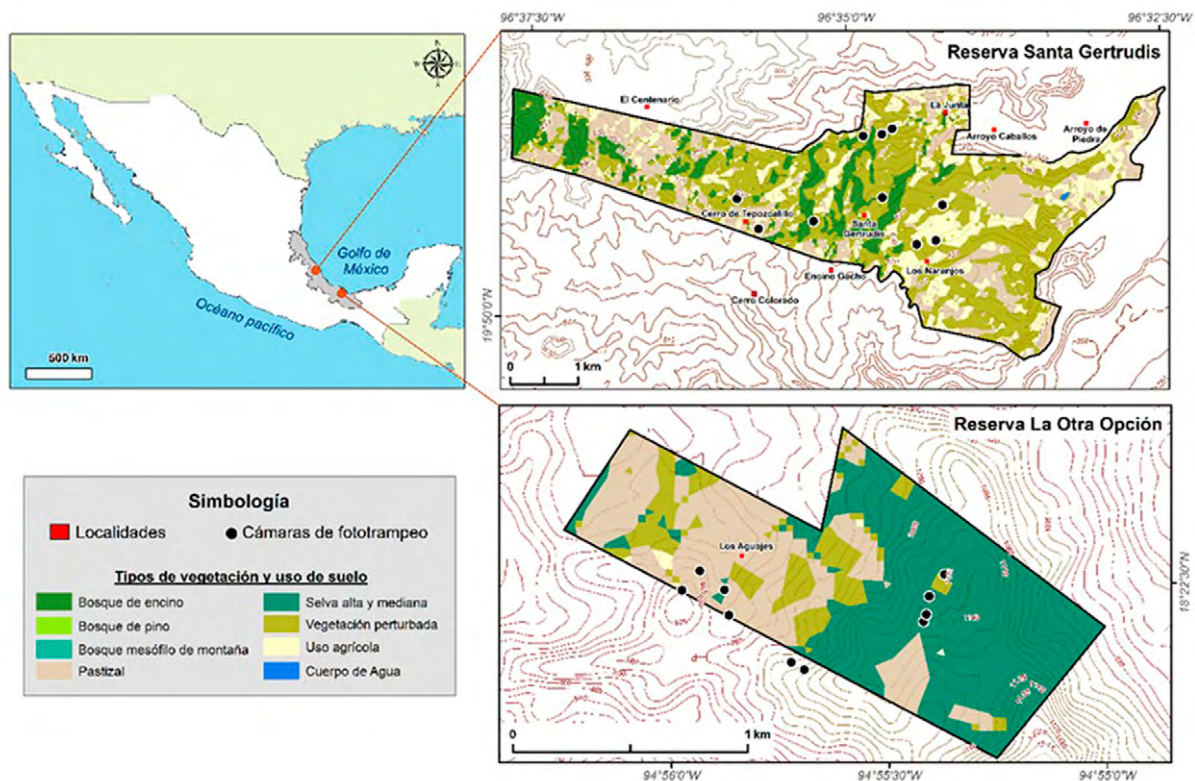 96°37'30"W
96°35'0"W
96°32'30"W
Reserva Santa Gertrudis
El Centenario
La Junta
Arroyo Caballos
Arroyo de
Piedra
Cerro de Tepozcalillo
Santa
Gertrudis
Los Naranjos
Encino Gacho
Cerro Colorado
19°50'0"N
0 1 km
Golfo de
México
Océano pacífico
500 km
Reserva La Otra Opción
Los Aguajes
18°22'30"N
0 1 km
94°56'0"W
94°55'30"W
94°55'0"W
Simbología
Localidades
Cámaras de fototrampeo
Tipos de vegetación y uso de suelo
Bosque de encino
Bosque de pino
Bosque mesófilo de montaña
Pastizal
Selva alta y mediana
Vegetación perturbada
Uso agrícola
Cuerpo de Agua